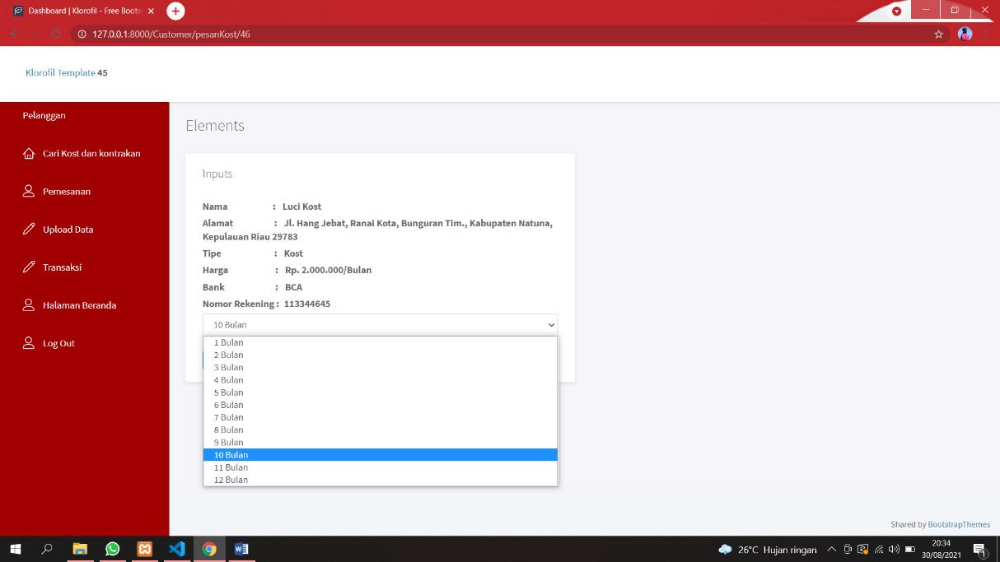 Dashboard | Klorofil - Free Boots
127.0.0.1:8000/Customer/pesanKost/46
Klorofil Template 45
Pelanggan
Cari Kost dan kontrakan
Pemesanan
Upload Data
Transaksi
Halaman Beranda
Log Out
Elements
Inputs
Nama : Luci Kost
Alamat : Jl. Hang Jebat, Ranai Kota, Bunguran Tim., Kabupaten Natuna,
Kepulauan Riau 29783
Tipe : Kost
Harga : Rp. 2.000.000/Bulan
Bank : BCA
Nomor Rekening : 113344645
10 Bulan
1 Bulan
2 Bulan
3 Bulan
4 Bulan
5 Bulan
6 Bulan
7 Bulan
8 Bulan
9 Bulan
10 Bulan
11 Bulan
12 Bulan
Shared by BootstrapThemes
26°C Hujan ringan
20:34
30/08/2021
1